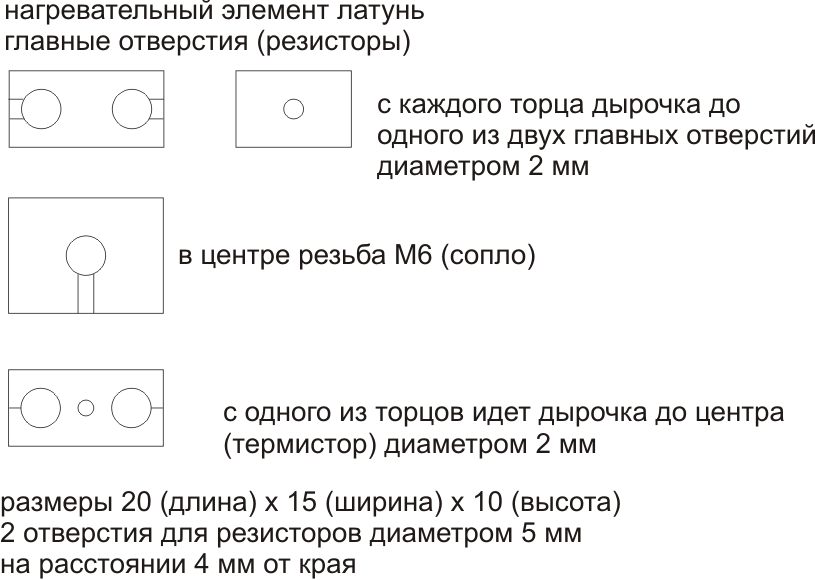 нагревательный элемент латунь
главные отверстия (резисторы)
с каждого торца дырочка до
одного из двух главных отверстий
диаметром 2 мм
в центре резьба М6 (сопло)
с одного из торцов идет дырочка до центра
(термистор) диаметром 2 мм
размеры 20 (длина) х 15 (ширина) х 10 (высота)
2 отверстия для резисторов диаметром 5 мм
на расстоянии 4 мм от края